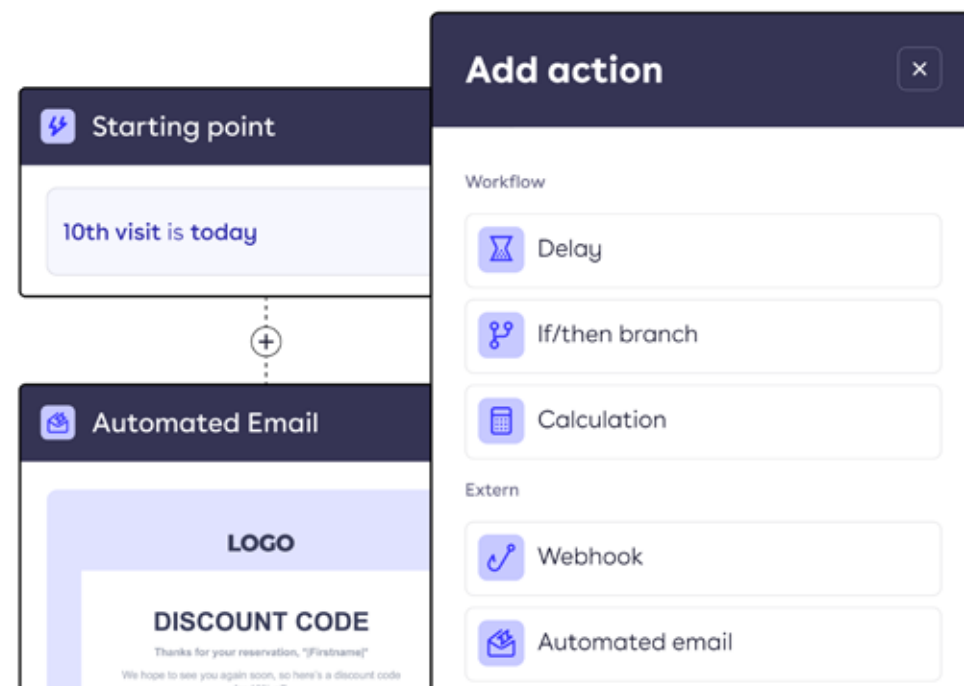 Starting point
10th visit is today
Automated Email
LOGO
DISCOUNT CODE
Thanks for your reservation, "|Firstname|"
We hope to see you again soon, so here's a discount code
Add action
Workflow
Delay
If/then branch
Calculation
Extern
Webhook
Automated email